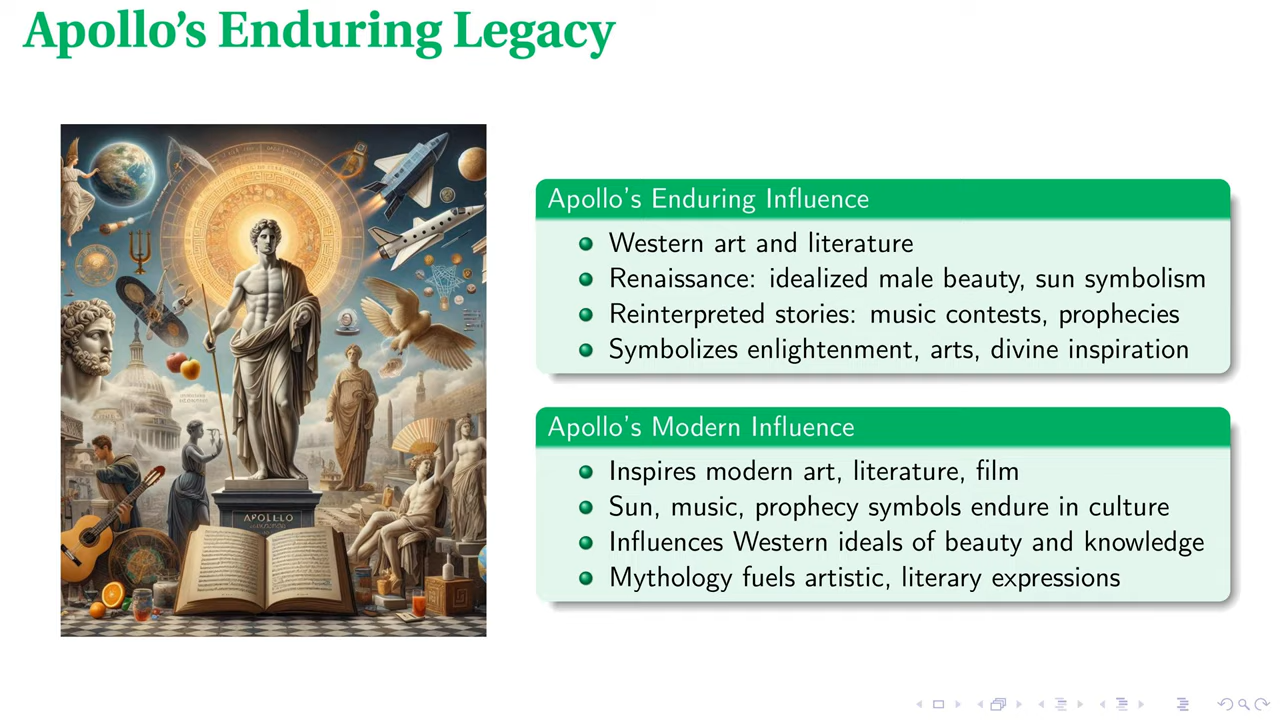 Apollo's Enduring Legacy
Apollo's Enduring Influence
Western art and literature
Renaissance: idealized male beauty, sun symbolism
Reinterpreted stories: music contests, prophecies
Symbolizes enlightenment, arts, divine inspiration
Apollo's Modern Influence
Inspires modern art, literature, film
Sun, music, prophecy symbols endure in culture
Influences Western ideals of beauty and knowledge
Mythology fuels artistic, literary expressions